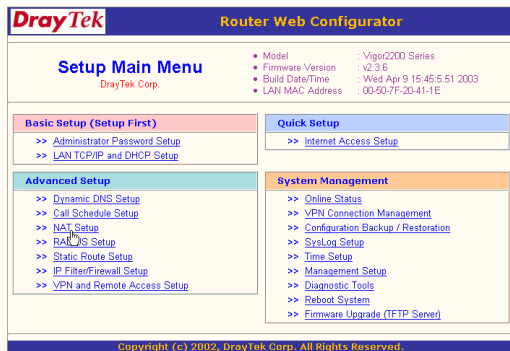 DrayTek
Router Web Configurator
Setup Main Menu
DrayTek Corp.
Model : Vigor2200 Series
Firmware Version : v2.3.6
Build Date/Time : Wed Apr 9 15:45:5.51 2003
LAN MAC Address : 00-50-7F-20-41-1E
Basic Setup (Setup First)
>> Administrator Password Setup
>> LAN TCP/IP and DHCP Setup
Quick Setup
>> Internet Access Setup
Advanced Setup
>> Dynamic DNS Setup
>> Call Schedule Setup
>> NAT Setup
>> Setup
>> Static Route Setup
>> IP Filter/Firewall Setup
>> VPN and Remote Access Setup
System Management
>> Online Status
>> VPN Connection Management
>> Configuration Backup / Restoration
>> SysLog Setup
>> Time Setup
>> Management Setup
>> Diagnostic Tools
>> Reboot System
>> Firmware Upgrade (TFTP Server)
Copyright (c) 2002, DrayTek Corp. All Rights Reserved.